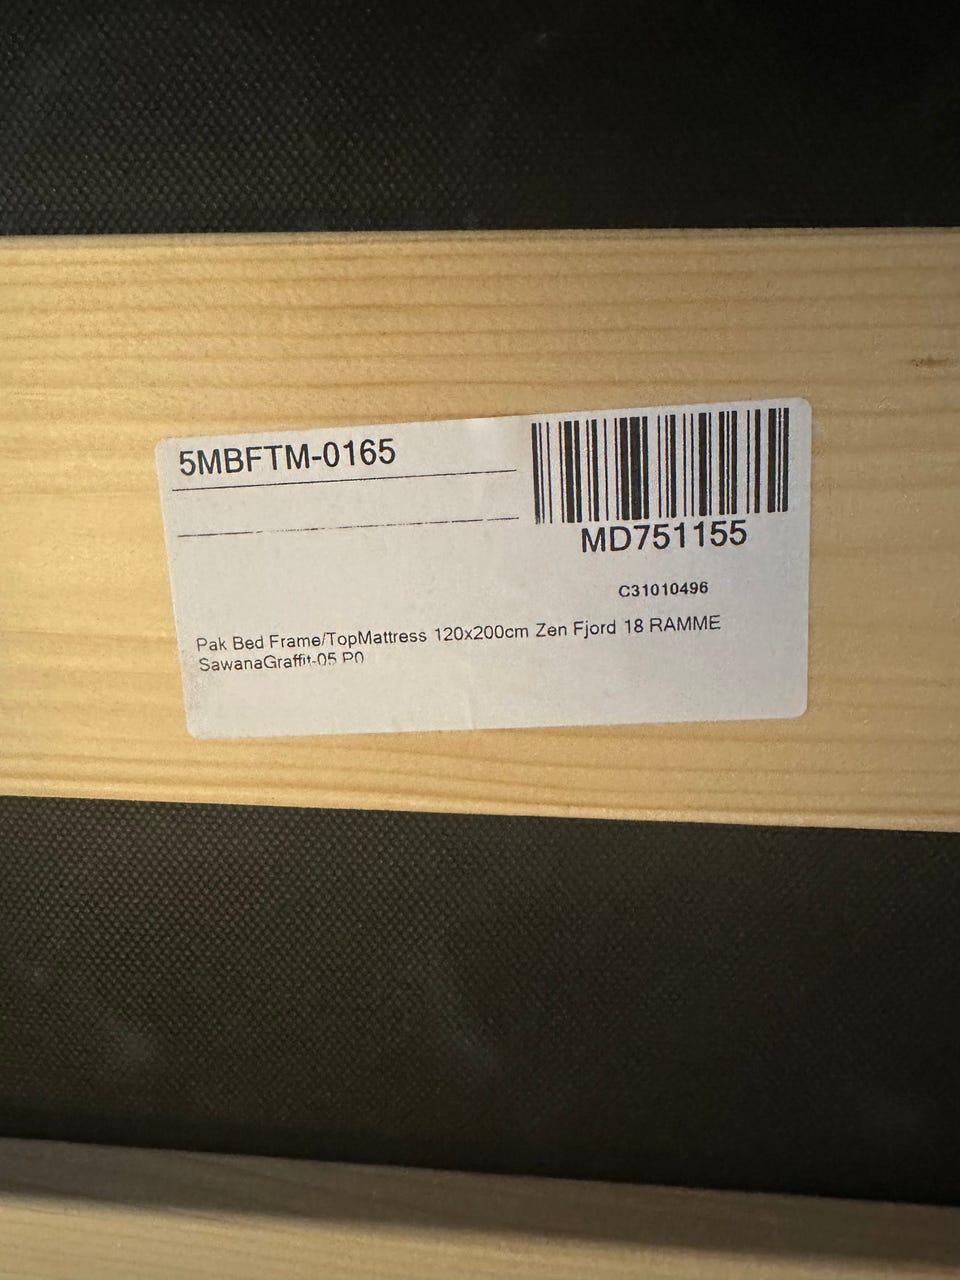 5MBFTM-0165
MD751155
C31010496
Pak Bed Frame/TopMattress 120x200cm Zen Fjord 18 RAMME
SawanaGraffit-05 P0